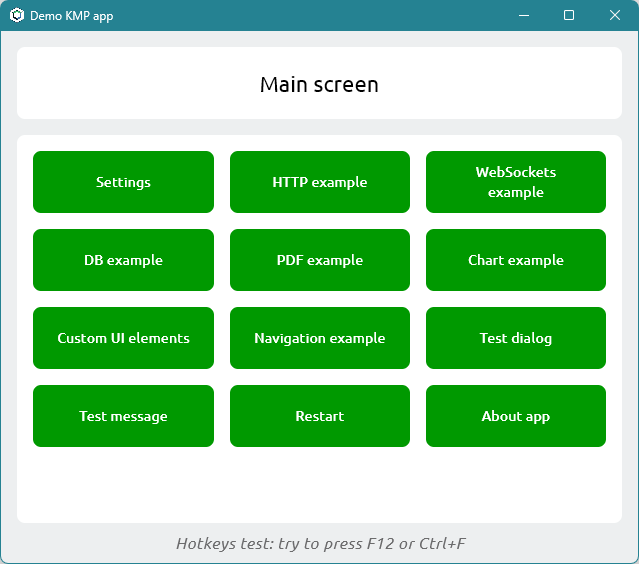 Demo KMP app
Main screen
Settings
HTTP example
WebSockets
example
DB example
PDF example
Chart example
Custom UI elements
Navigation example
Test dialog
Test message
Restart
About app
Hotkeys test: try to press F12 or Ctrl+F